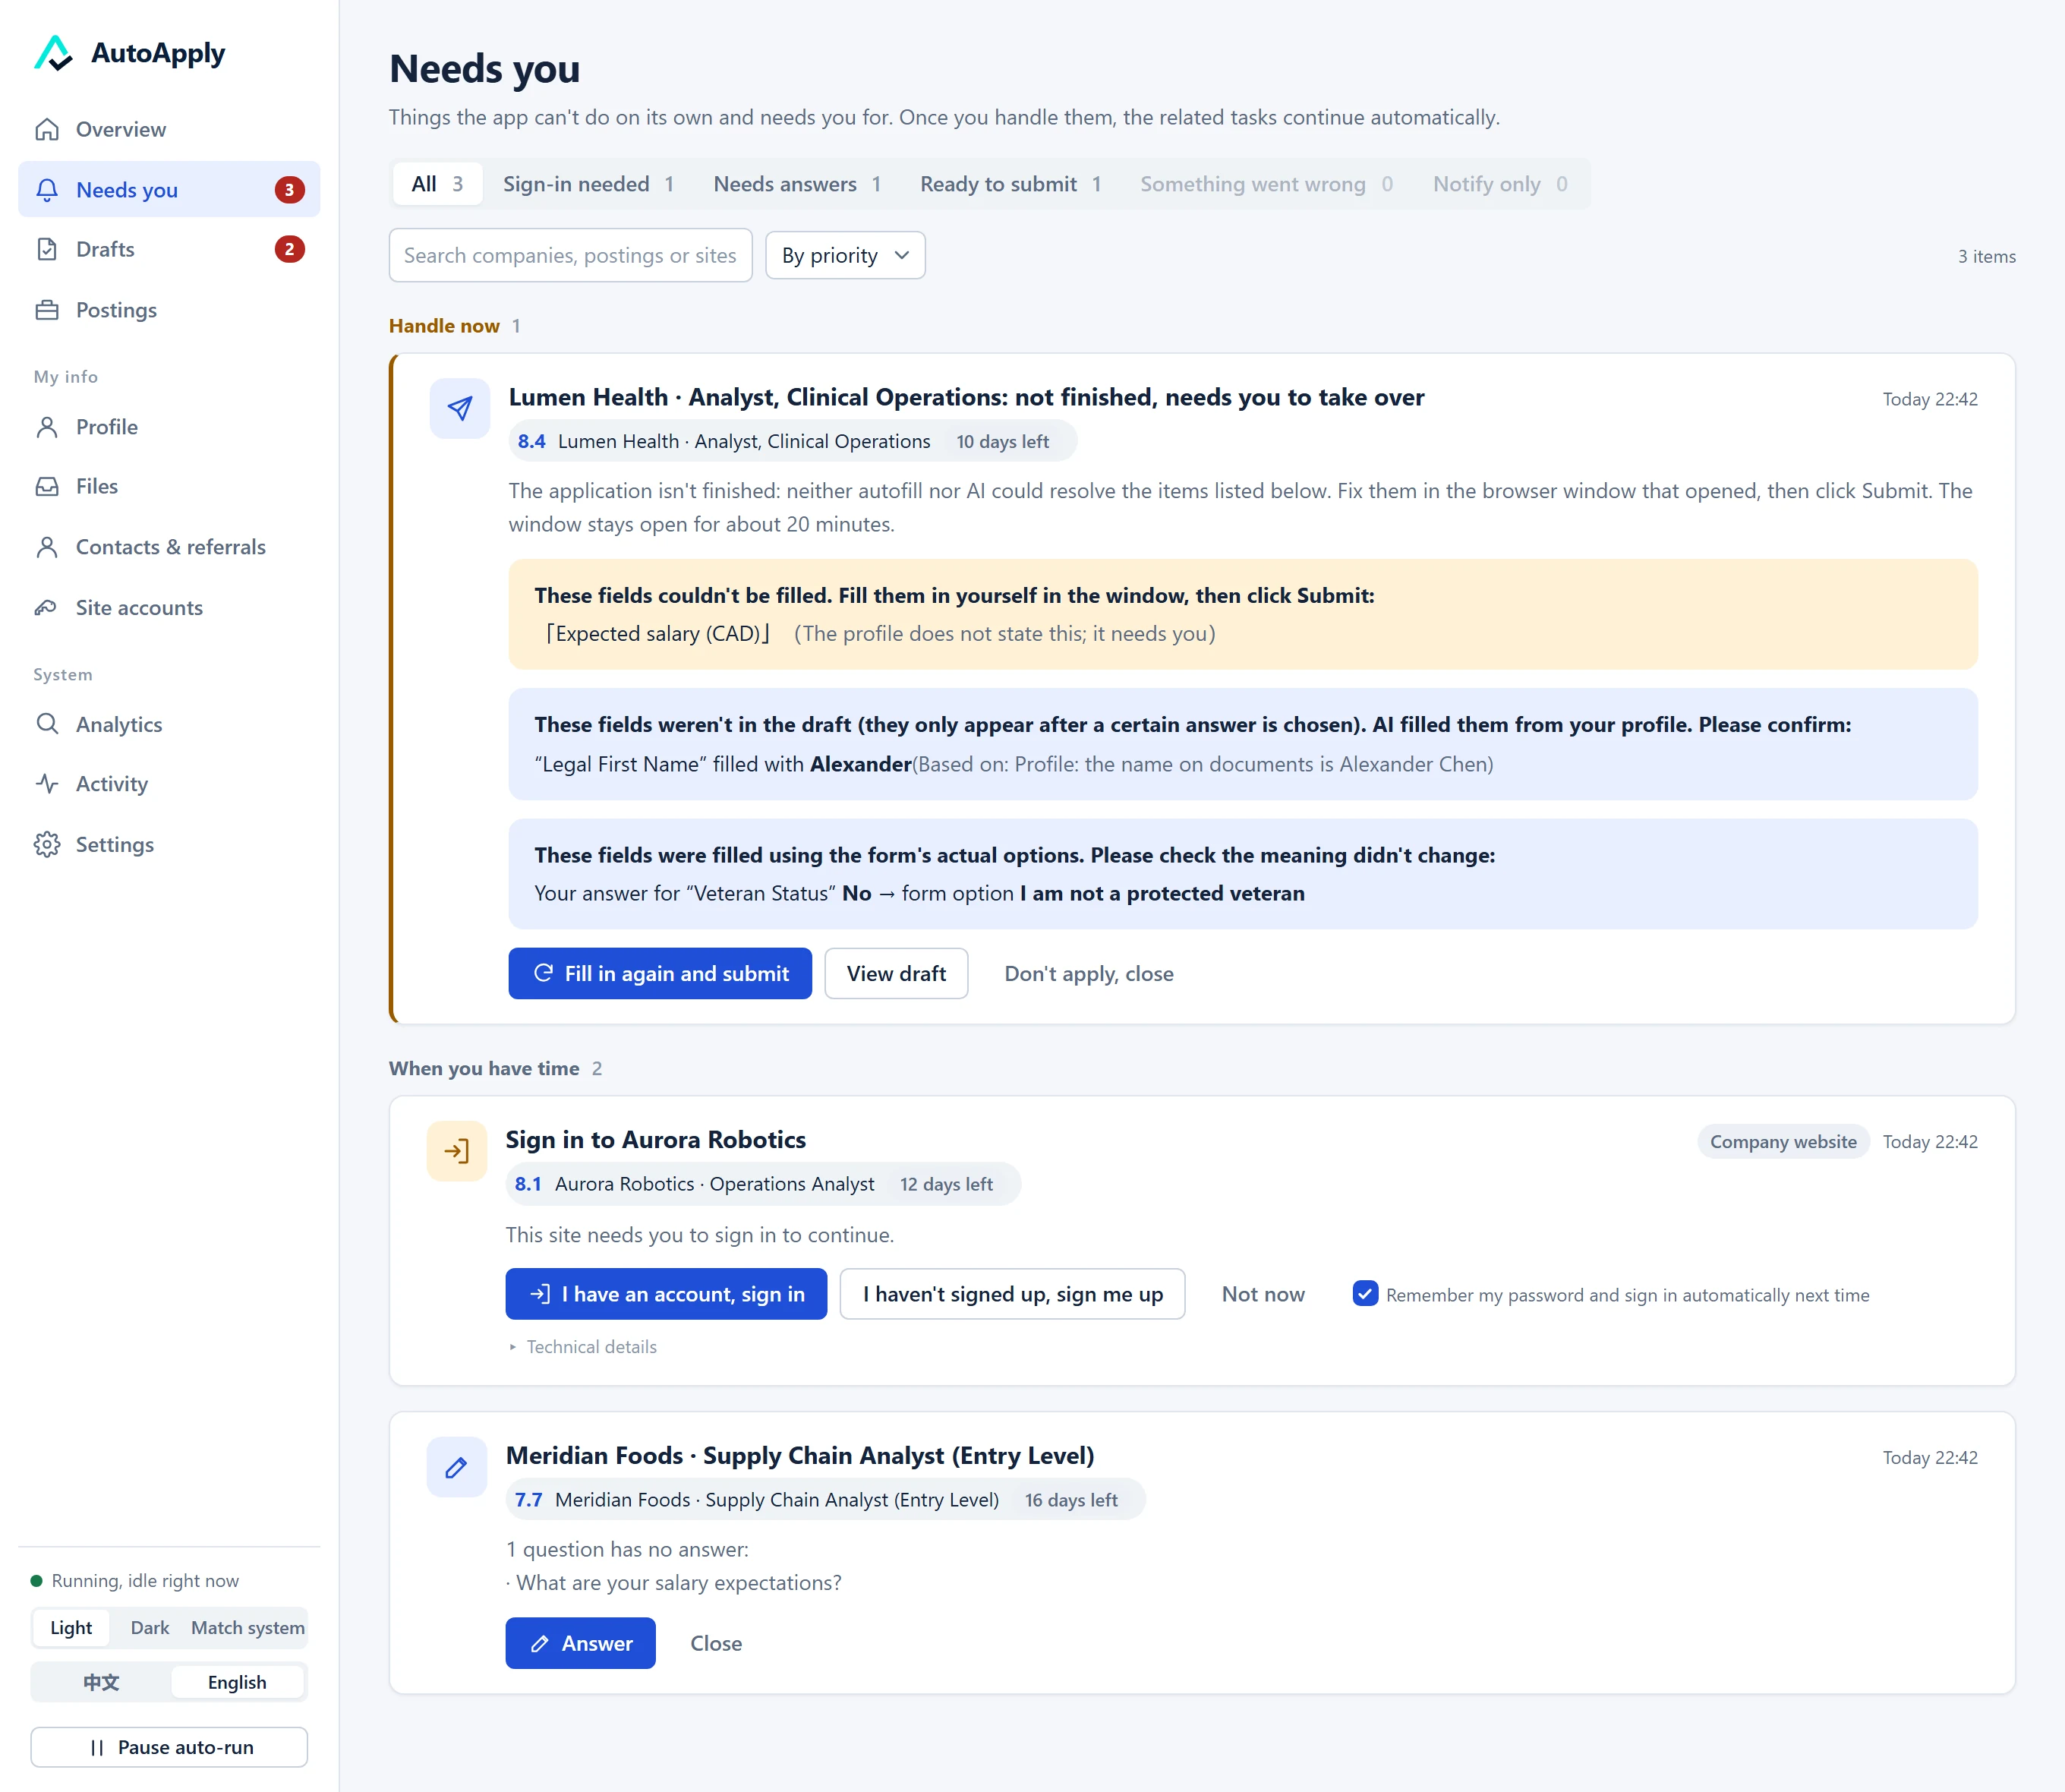 AutoApply
Overview
Needs you 3
Drafts 2
Postings
My info
Profile
Files
Contacts & referrals
Site accounts
System
Analytics
Activity
Settings
Running, idle right now
Light Dark Match system
中文 English
Pause auto-run
Needs you
Things the app can't do on its own and needs you for. Once you handle them, the related tasks continue automatically.
All 3 Sign-in needed 1 Needs answers 1 Ready to submit 1 Something went wrong 0 Notify only 0
Search companies, postings or sites By priority 3 items
Handle now 1
Lumen Health · Analyst, Clinical Operations: not finished, needs you to take over Today 22:42
8.4 Lumen Health · Analyst, Clinical Operations 10 days left
The application isn't finished: neither autofill nor AI could resolve the items listed below. Fix them in the browser window that opened, then click Submit. The
window stays open for about 20 minutes.
These fields couldn't be filled. Fill them in yourself in the window, then click Submit:
「Expected salary (CAD)」 (The profile does not state this; it needs you)
These fields weren't in the draft (they only appear after a certain answer is chosen). AI filled them from your profile. Please confirm:
“Legal First Name” filled with Alexander(Based on: Profile: the name on documents is Alexander Chen)
These fields were filled using the form's actual options. Please check the meaning didn't change:
Your answer for “Veteran Status” No → form option I am not a protected veteran
Fill in again and submit View draft Don't apply, close
When you have time 2
Sign in to Aurora Robotics Company website Today 22:42
8.1 Aurora Robotics · Operations Analyst 12 days left
This site needs you to sign in to continue.
I have an account, sign in I haven't signed up, sign me up Not now Remember my password and sign in automatically next time
Technical details
Meridian Foods · Supply Chain Analyst (Entry Level) Today 22:42
7.7 Meridian Foods · Supply Chain Analyst (Entry Level) 16 days left
1 question has no answer:
· What are your salary expectations?
Answer Close